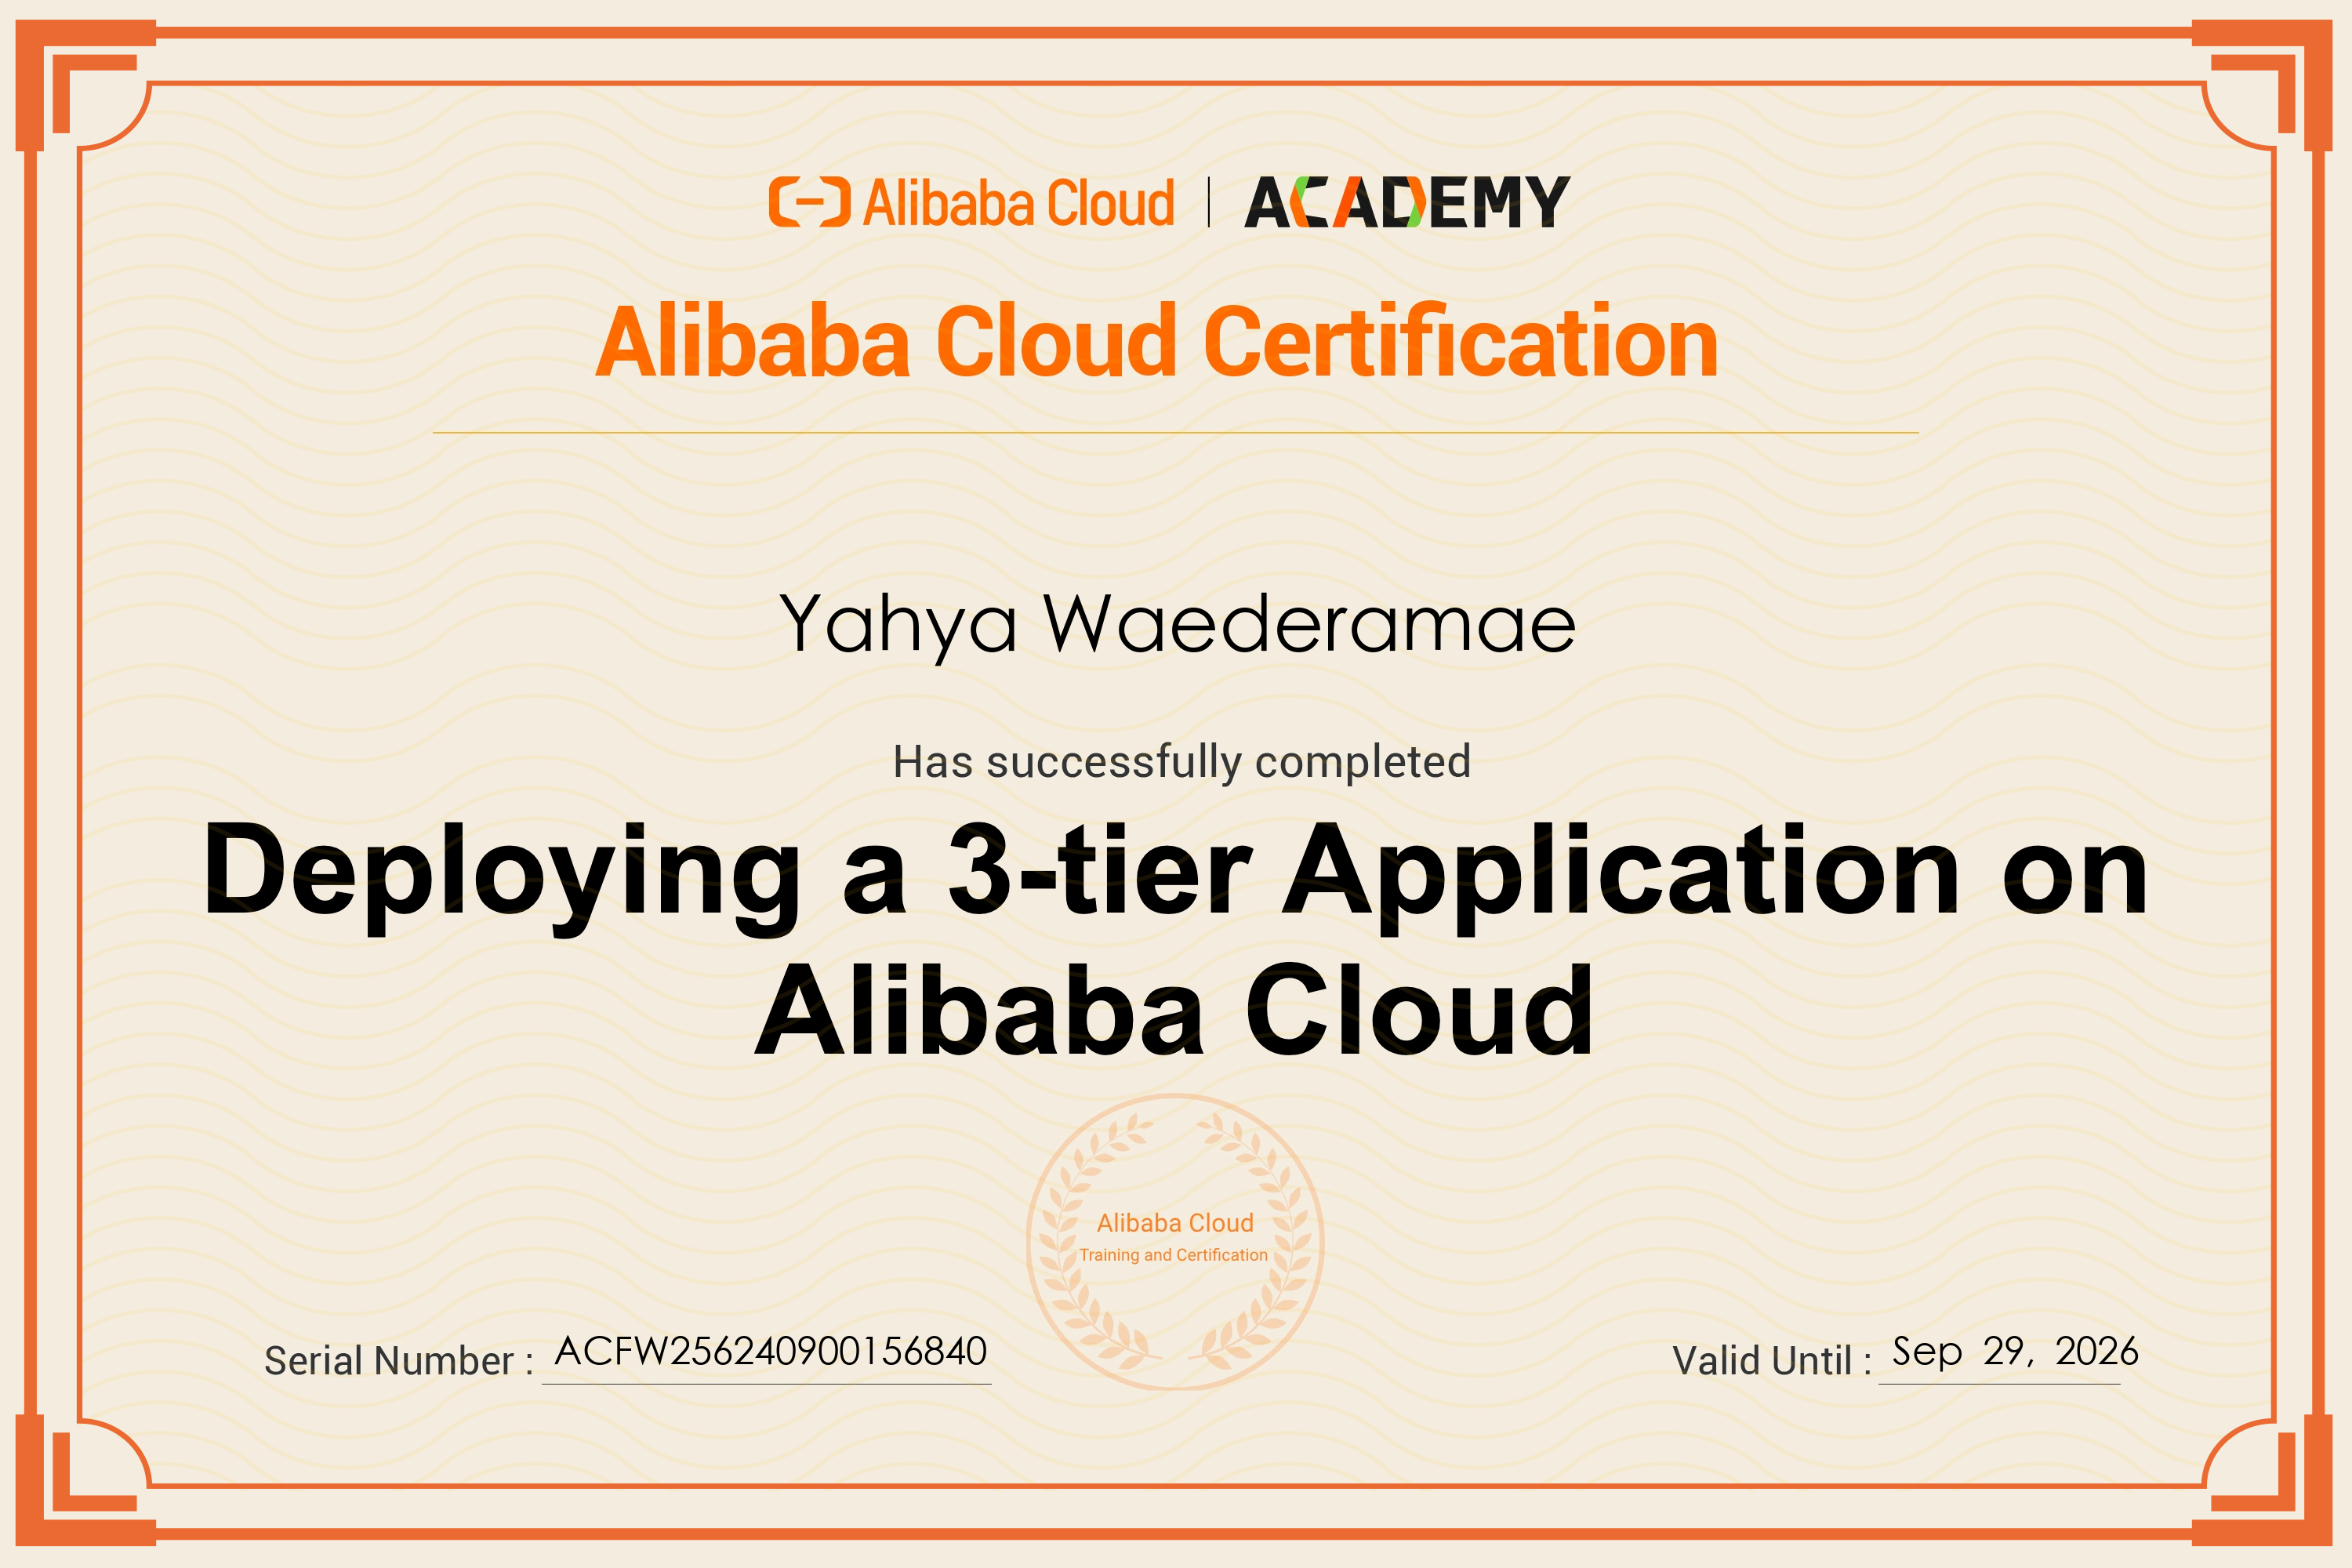 Alibaba Cloud | ACADEMY
Alibaba Cloud Certification
Yahya Waederamae
Has successfully completed
Deploying a 3-tier Application on
Alibaba Cloud
Alibaba Cloud
Training and Certification
Serial Number : ACFW256240900156840
Valid Until : Sep 29, 2026